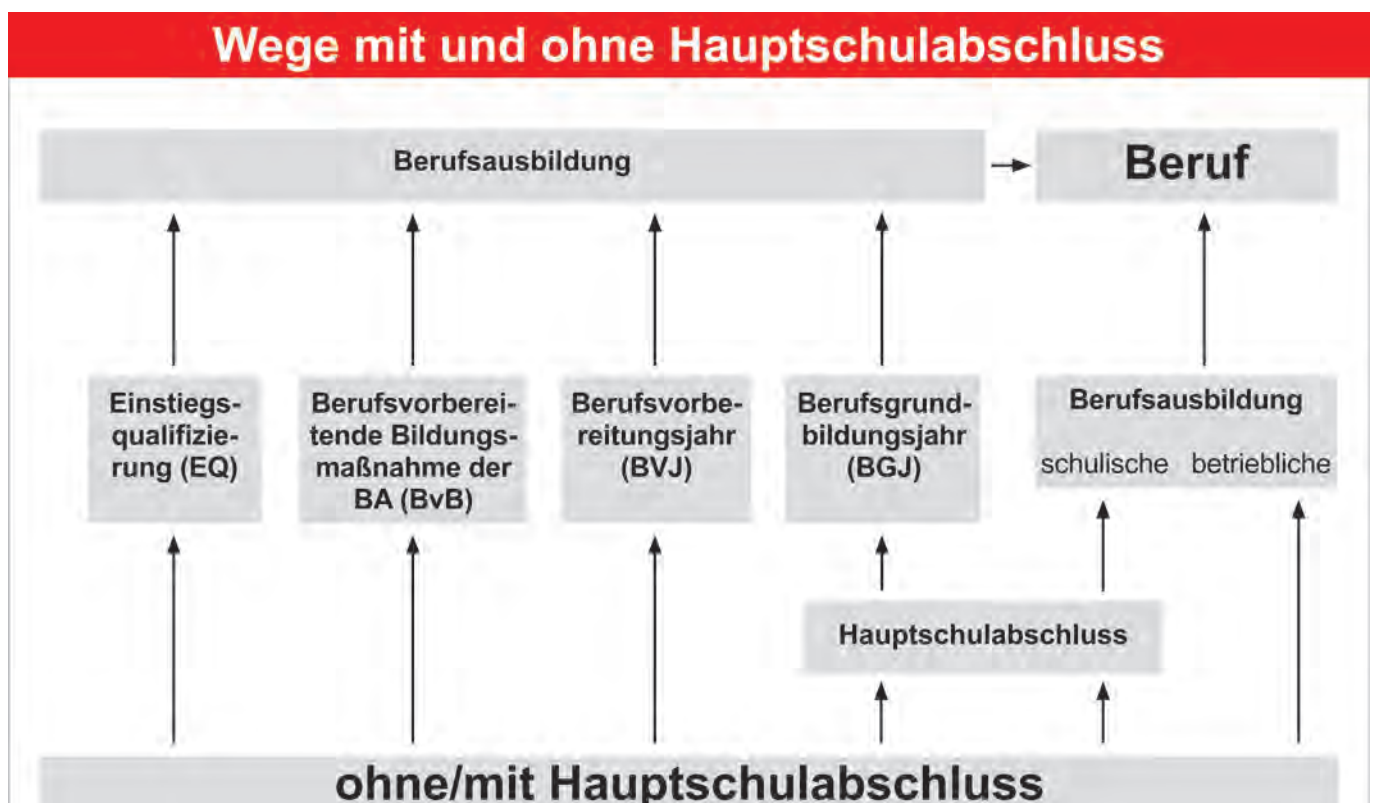 Wege mit und ohne Hauptschulabschluss
Berufsausbildung
Beruf
Einstiegs-
qualifizie-
rung (EQ)
Berufsvorberei-
tende Bildungs-
maßnahme der
BA (BvB)
Berufsvorbe-
reitungsjahr
(BVJ)
Berufsgrund-
bildungsjahr
(BGJ)
Berufsausbildung
schulische betriebliche
Hauptschulabschluss
ohne/mit Hauptschulabschluss